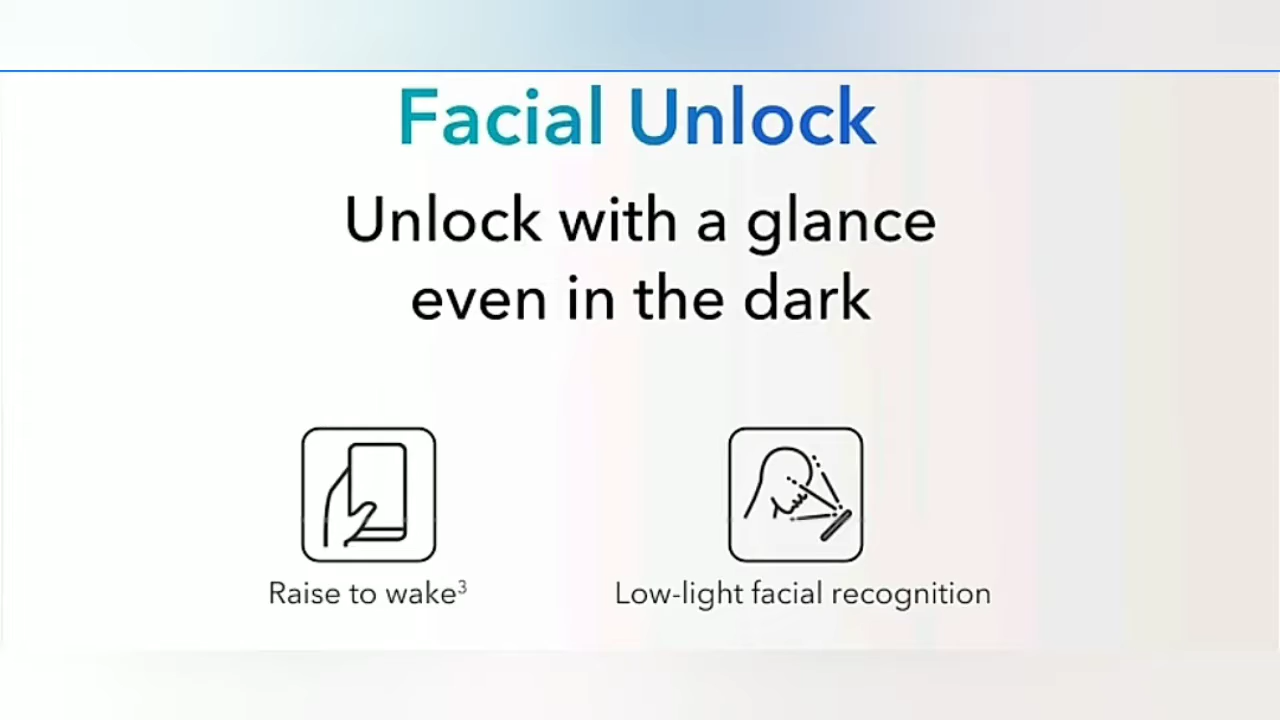 Facial Unlock
Unlock with a glance
even in the dark
Raise to wake³
Low-light facial recognition